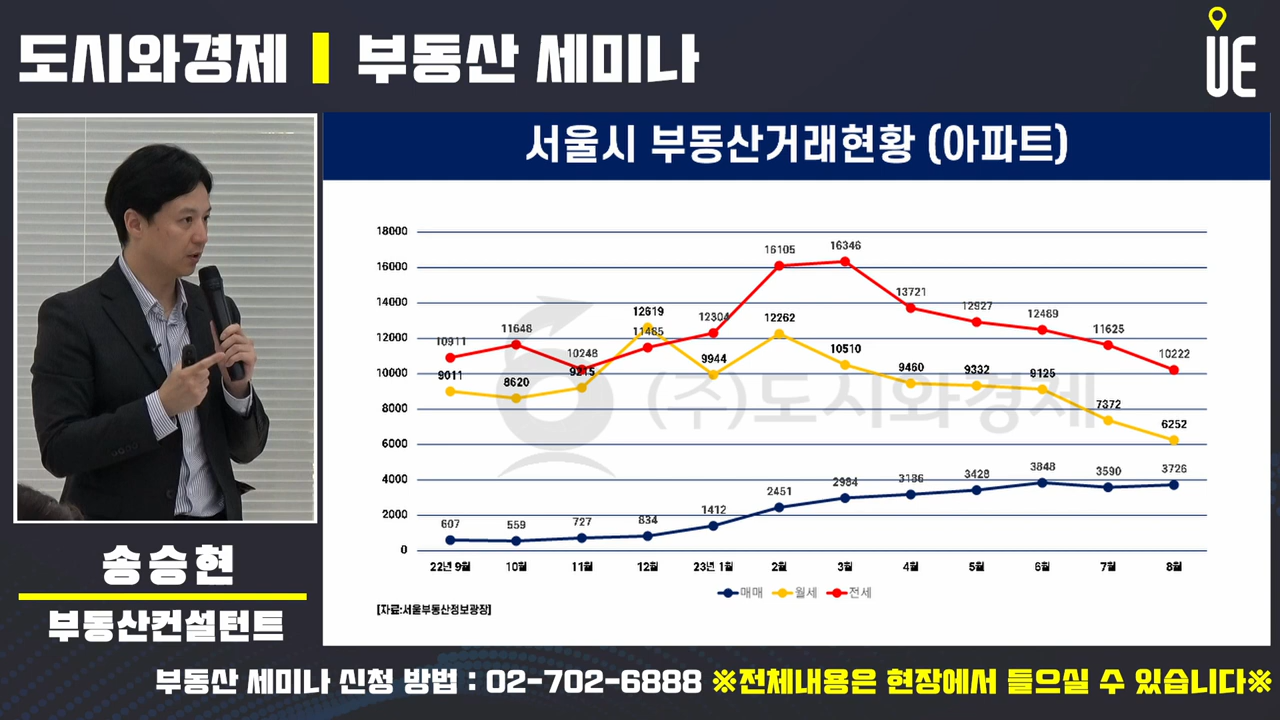 도시와경제 부동산 세미나
UE
서울시 부동산거래현황 (아파트)
18000
16000
14000
12000
10000
8000
6000
4000
2000
0
10911 11648 10248 11485 12304 16105 16346 13721 12927 12489 11625 10222
9011 8620 9215 12619 9944 12262 10510 9460 9332 9125 7372 6252
607 559 727 834 1412 2451 2984 3186 3428 3848 3590 3726
(주)도시와경제
22년 9월 10월 11월 12월 23년 1월 2월 3월 4월 5월 6월 7월 8월
매매 월세 전세
[자료:서울부동산정보광장]
송승현
부동산컨설턴트
부동산 세미나 신청 방법 : 02-702-6888 ※전체내용은 현장에서 들으실 수 있습니다※